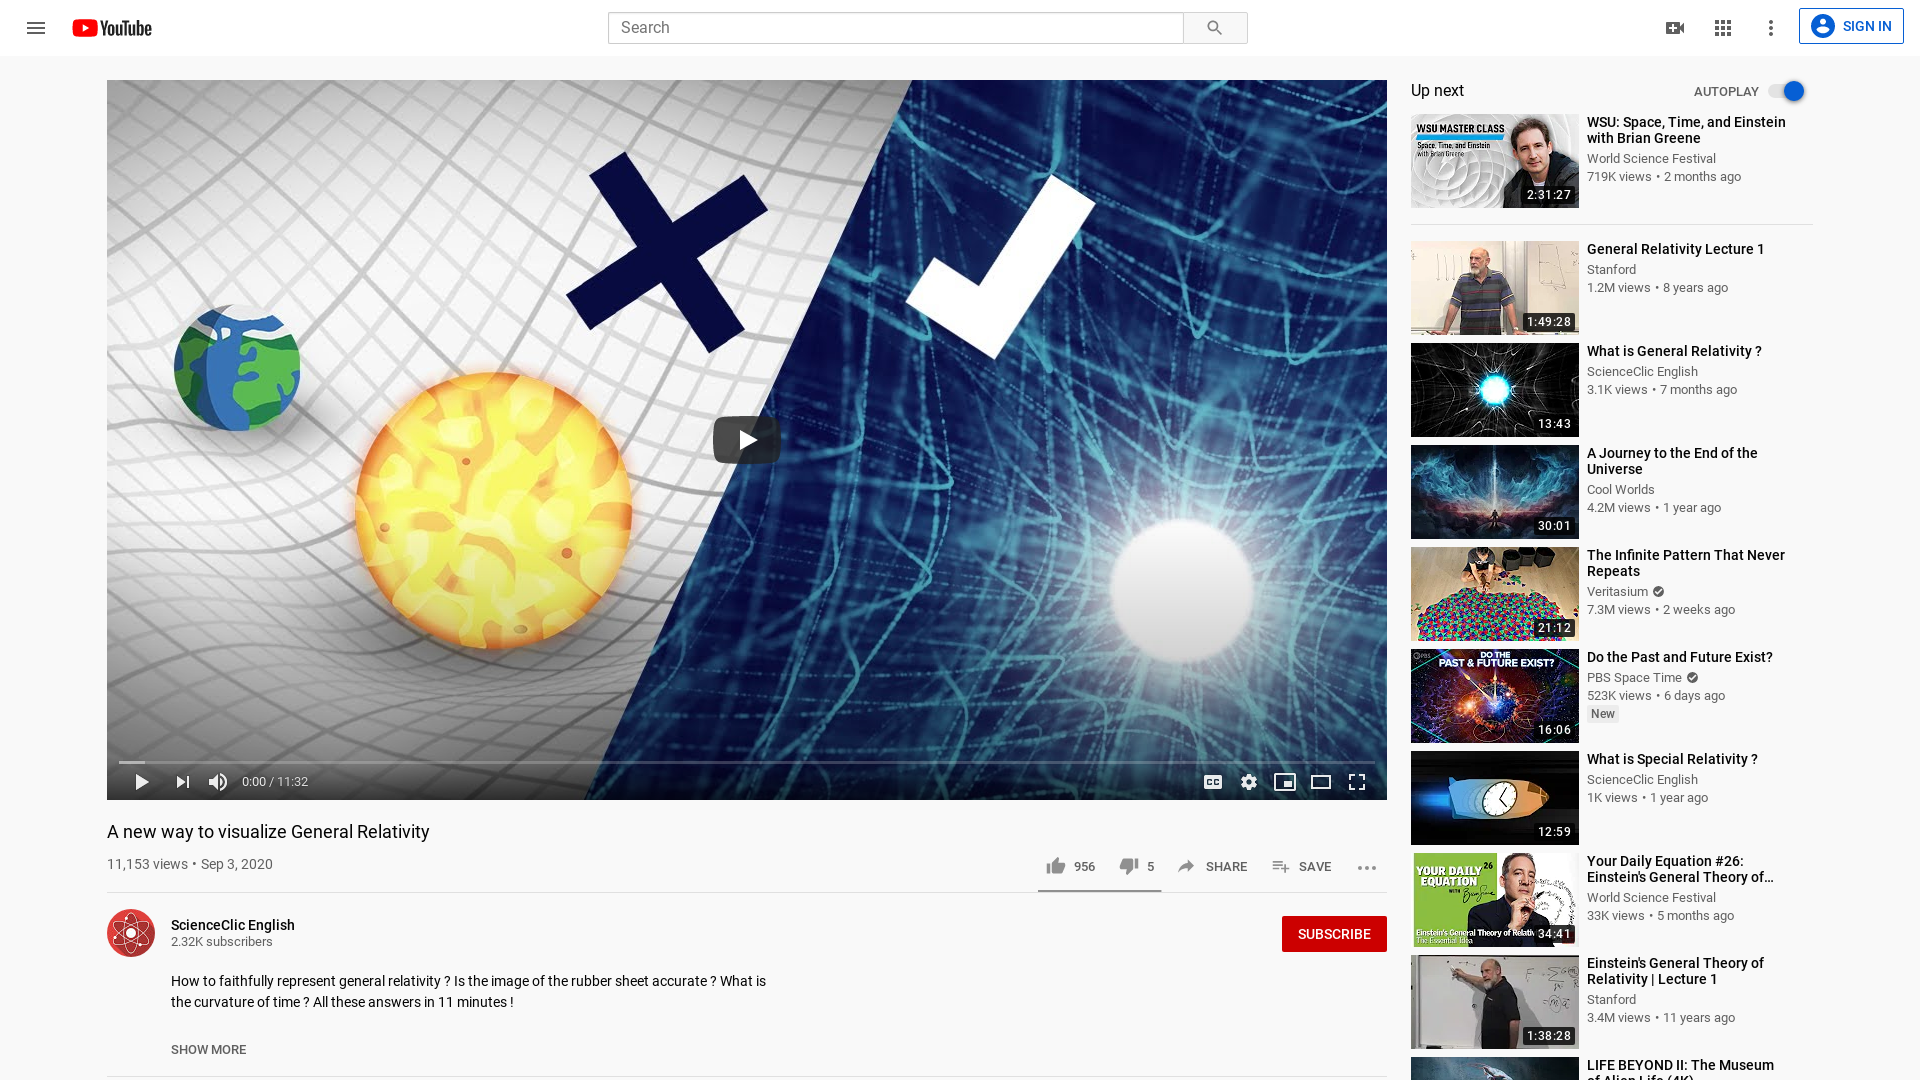 YouTube
Search
SIGN IN
0:00 / 11:32
A new way to visualize General Relativity
11,153 views • Sep 3, 2020
956
5
SHARE
SAVE
ScienceClic English
2.32K subscribers
SUBSCRIBE
How to faithfully represent general relativity ? Is the image of the rubber sheet accurate ? What is
the curvature of time ? All these answers in 11 minutes !
SHOW MORE
Up next
AUTOPLAY
WSU MASTER CLASS
Space, Time, and Einstein
with Brian Greene
2:31:27
WSU: Space, Time, and Einstein
with Brian Greene
World Science Festival
719K views • 2 months ago
1:49:28
General Relativity Lecture 1
Stanford
1.2M views • 8 years ago
13:43
What is General Relativity ?
ScienceClic English
3.1K views • 7 months ago
30:01
A Journey to the End of the
Universe
Cool Worlds
4.2M views • 1 year ago
21:12
The Infinite Pattern That Never
Repeats
Veritasium
7.3M views • 2 weeks ago
PBS
DO THE
PAST & FUTURE EXIST?
16:06
Do the Past and Future Exist?
PBS Space Time
523K views • 6 days ago
New
12:59
What is Special Relativity ?
ScienceClic English
1K views • 1 year ago
YOUR DAILY 26
EQUATION
WITH
Einstein's General Theory of Relativ
The Essential Idea
34:41
Your Daily Equation #26:
Einstein's General Theory of...
World Science Festival
33K views • 5 months ago
1:38:28
Einstein's General Theory of
Relativity | Lecture 1
Stanford
3.4M views • 11 years ago
LIFE BEYOND II: The Museum
of Alien Life (4K)